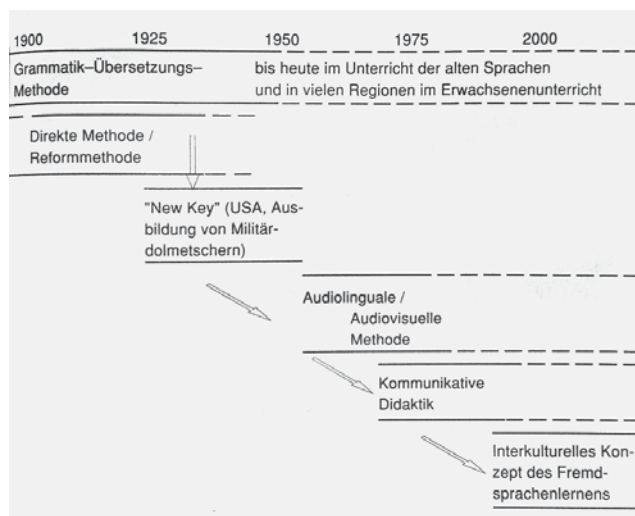 1900 1925 1950 1975 2000
Grammatik–Übersetzungs–
Methode
bis heute im Unterricht der alten Sprachen
und in vielen Regionen im Erwachsenenunterricht
Direkte Methode /
Reformmethode
"New Key" (USA, Aus-
bildung von Militär-
dolmetschern)
Audiolinguale /
Audiovisuelle
Methode
Kommunikative
Didaktik
Interkulturelles Kon-
zept des Fremd-
sprachenlernens